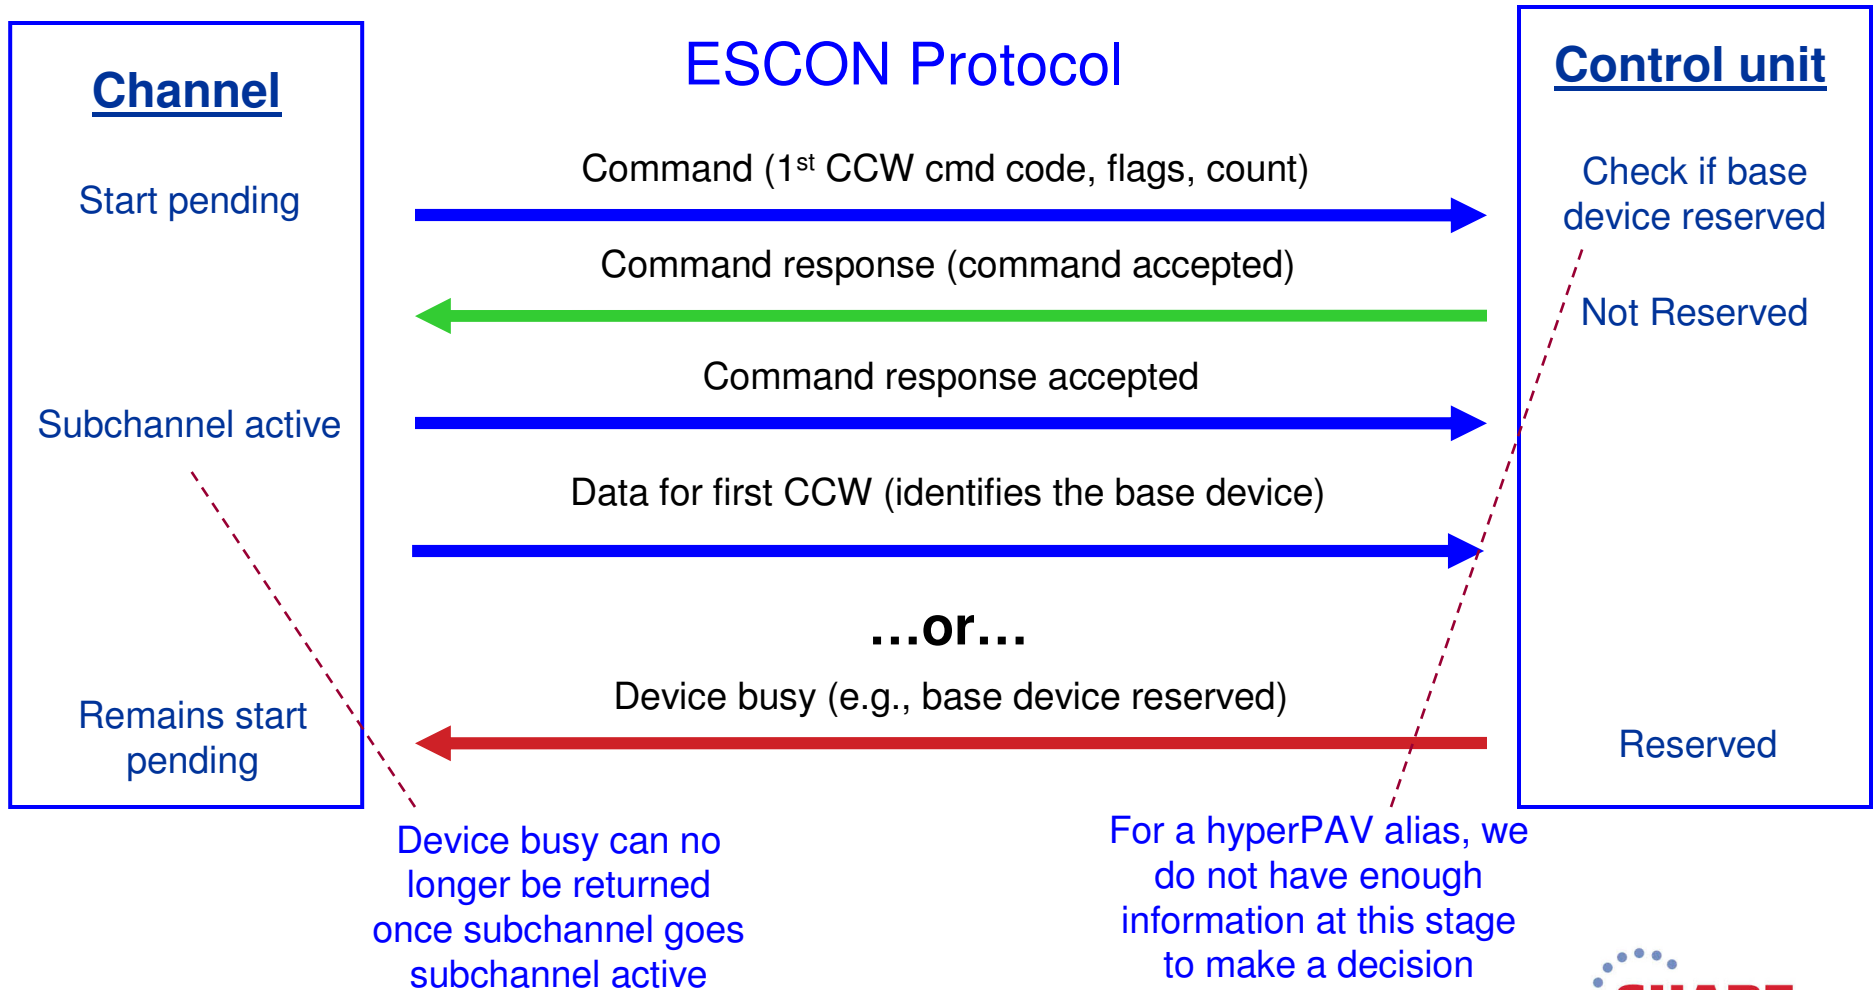 ESCON Protocol
Channel
Control unit
Start pending
Command (1st CCW cmd code, flags, count)
Check if base
device reserved
Command response (command accepted)
Not Reserved
Command response accepted
Subchannel active
Data for first CCW (identifies the base device)
…or…
Device busy (e.g., base device reserved)
Remains start
pending
Reserved
Device busy can no
longer be returned
once subchannel goes
subchannel active
For a hyperPAV alias, we
do not have enough
information at this stage
to make a decision